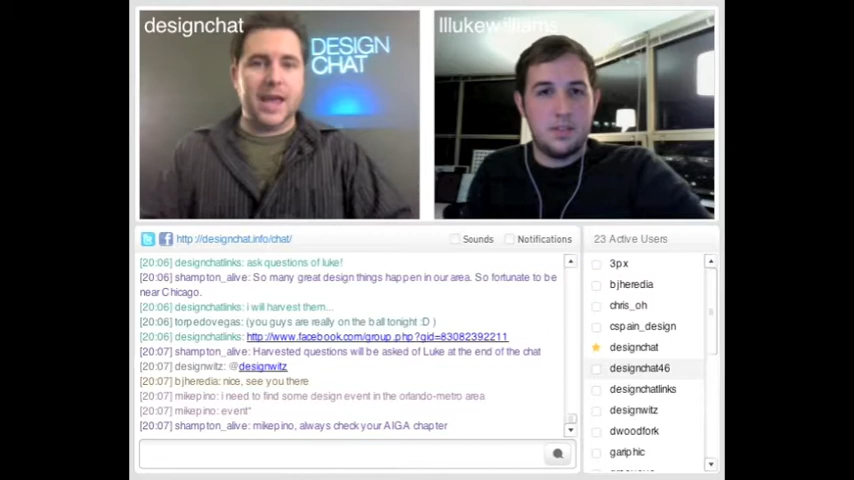 designchat
lllukewilliams
DESIGN
CHAT
http://designchat.info/chat/
Sounds
Notifications
23 Active Users
[20:06] designchatlinks: ask questions of luke!
[20:06] shampton_alive: So many great design things happen in our area. So fortunate to be
near Chicago.
[20:06] designchatlinks: i will harvest them...
[20:06] torpedovegas: (you guys are really on the ball tonight :D )
[20:06] designchatlinks: http://www.facebook.com/group.php?gid=83082392211
[20:07] shampton_alive: Harvested questions will be asked of Luke at the end of the chat
[20:07] designwitz: @designwitz
[20:07] bjheredia: nice, see you there
[20:07] mikepino: i need to find some design event in the orlando-metro area
[20:07] mikepino: event*
[20:07] shampton_alive: mikepino, always check your AIGA chapter
3px
bjheredia
chris_oh
cspain_design
designchat
designchat46
designchatlinks
designwitz
dwoodfork
gariphic